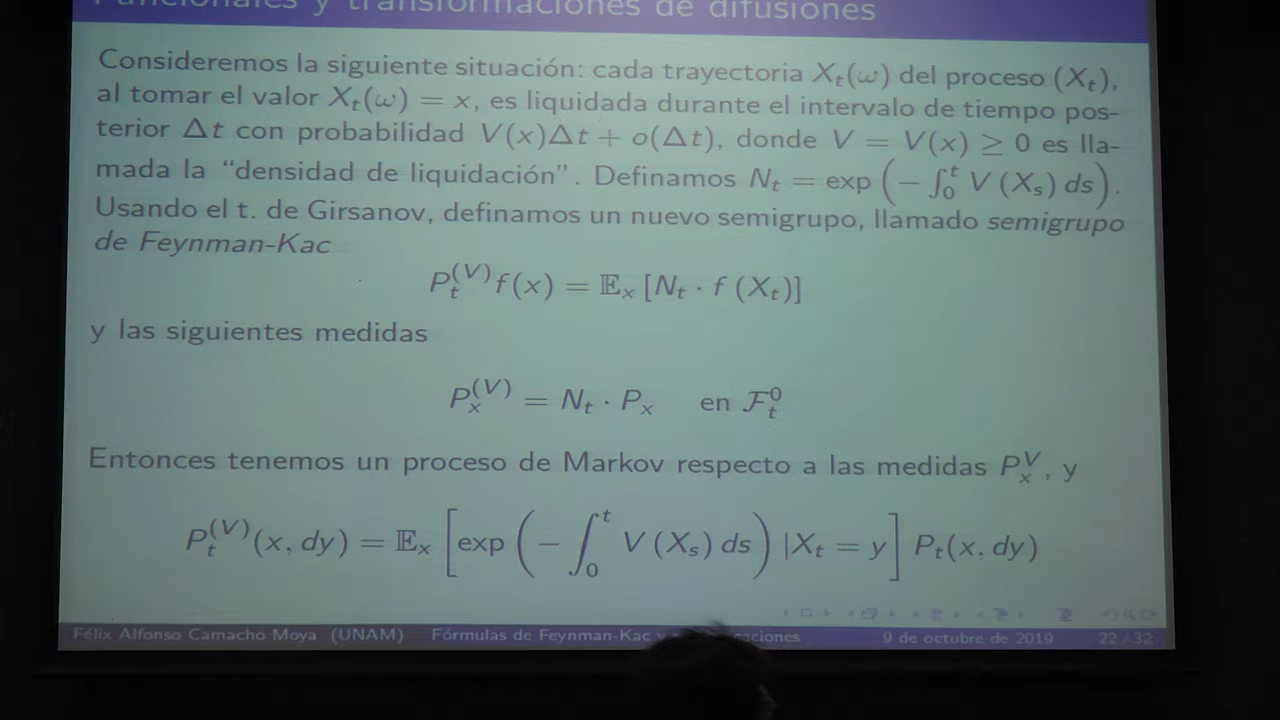 Funcionales y transformaciones de difusiones
Consideremos la siguiente situación: cada trayectoria X_t(ω) del proceso (X_t),
al tomar el valor X_t(ω) = x, es liquidada durante el intervalo de tiempo pos-
terior Δt con probabilidad V(x)Δt + o(Δt), donde V = V(x) ≥ 0 es lla-
mada la “densidad de liquidación”. Definamos N_t = exp (− ∫_0^t V (X_s) ds).
Usando el t. de Girsanov, definamos un nuevo semigrupo, llamado semigrupo
de Feynman-Kac
P_t^{(V)} f(x) = 𝔼_x [N_t · f (X_t)]
y las siguientes medidas
P_x^{(V)} = N_t · P_x en ℱ_t^0
Entonces tenemos un proceso de Markov respecto a las medidas P_x^V, y
P_t^{(V)}(x, dy) = 𝔼_x [exp (− ∫_0^t V (X_s) ds) |X_t = y] P_t(x, dy)
Félix Alfonso Camacho Moya (UNAM) Fórmulas de Feynman-Kac y ciones 9 de octubre de 2019 22 / 32